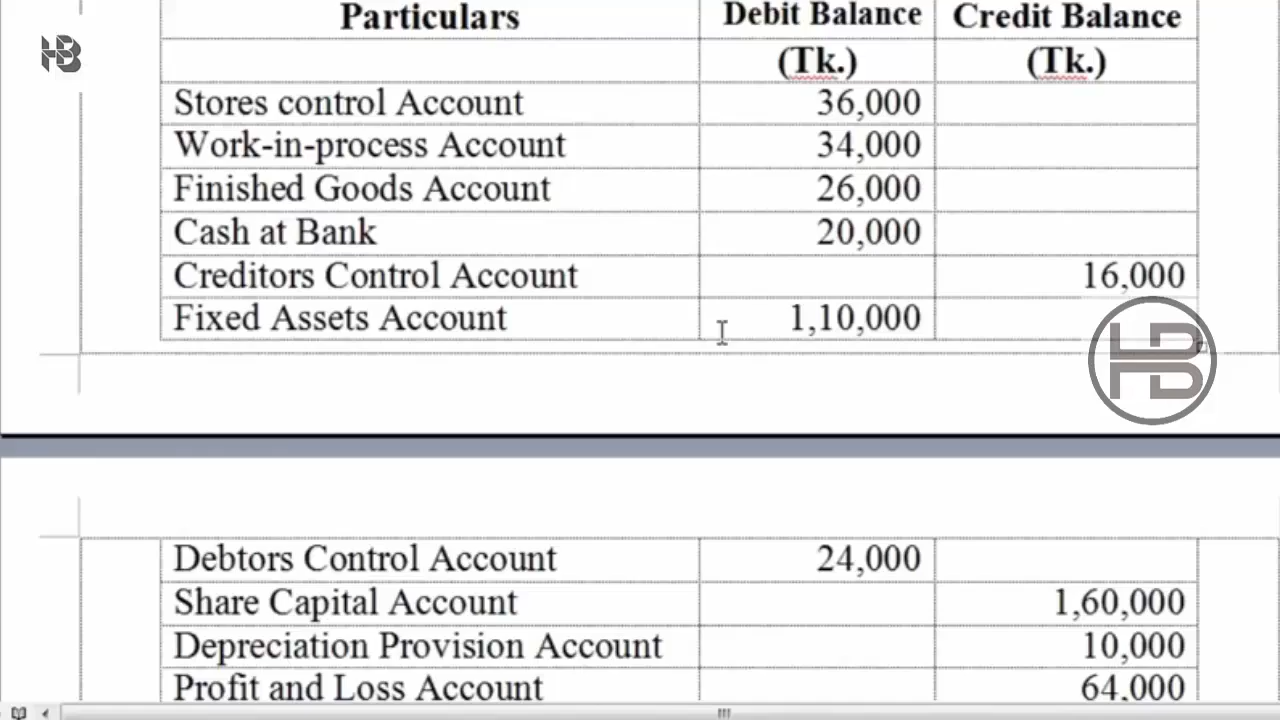 Particulars Debit Balance Credit Balance
(Tk.) (Tk.)
Stores control Account 36,000
Work-in-process Account 34,000
Finished Goods Account 26,000
Cash at Bank 20,000
Creditors Control Account 16,000
Fixed Assets Account 1,10,000
Debtors Control Account 24,000
Share Capital Account 1,60,000
Depreciation Provision Account 10,000
Profit and Loss Account 64,000